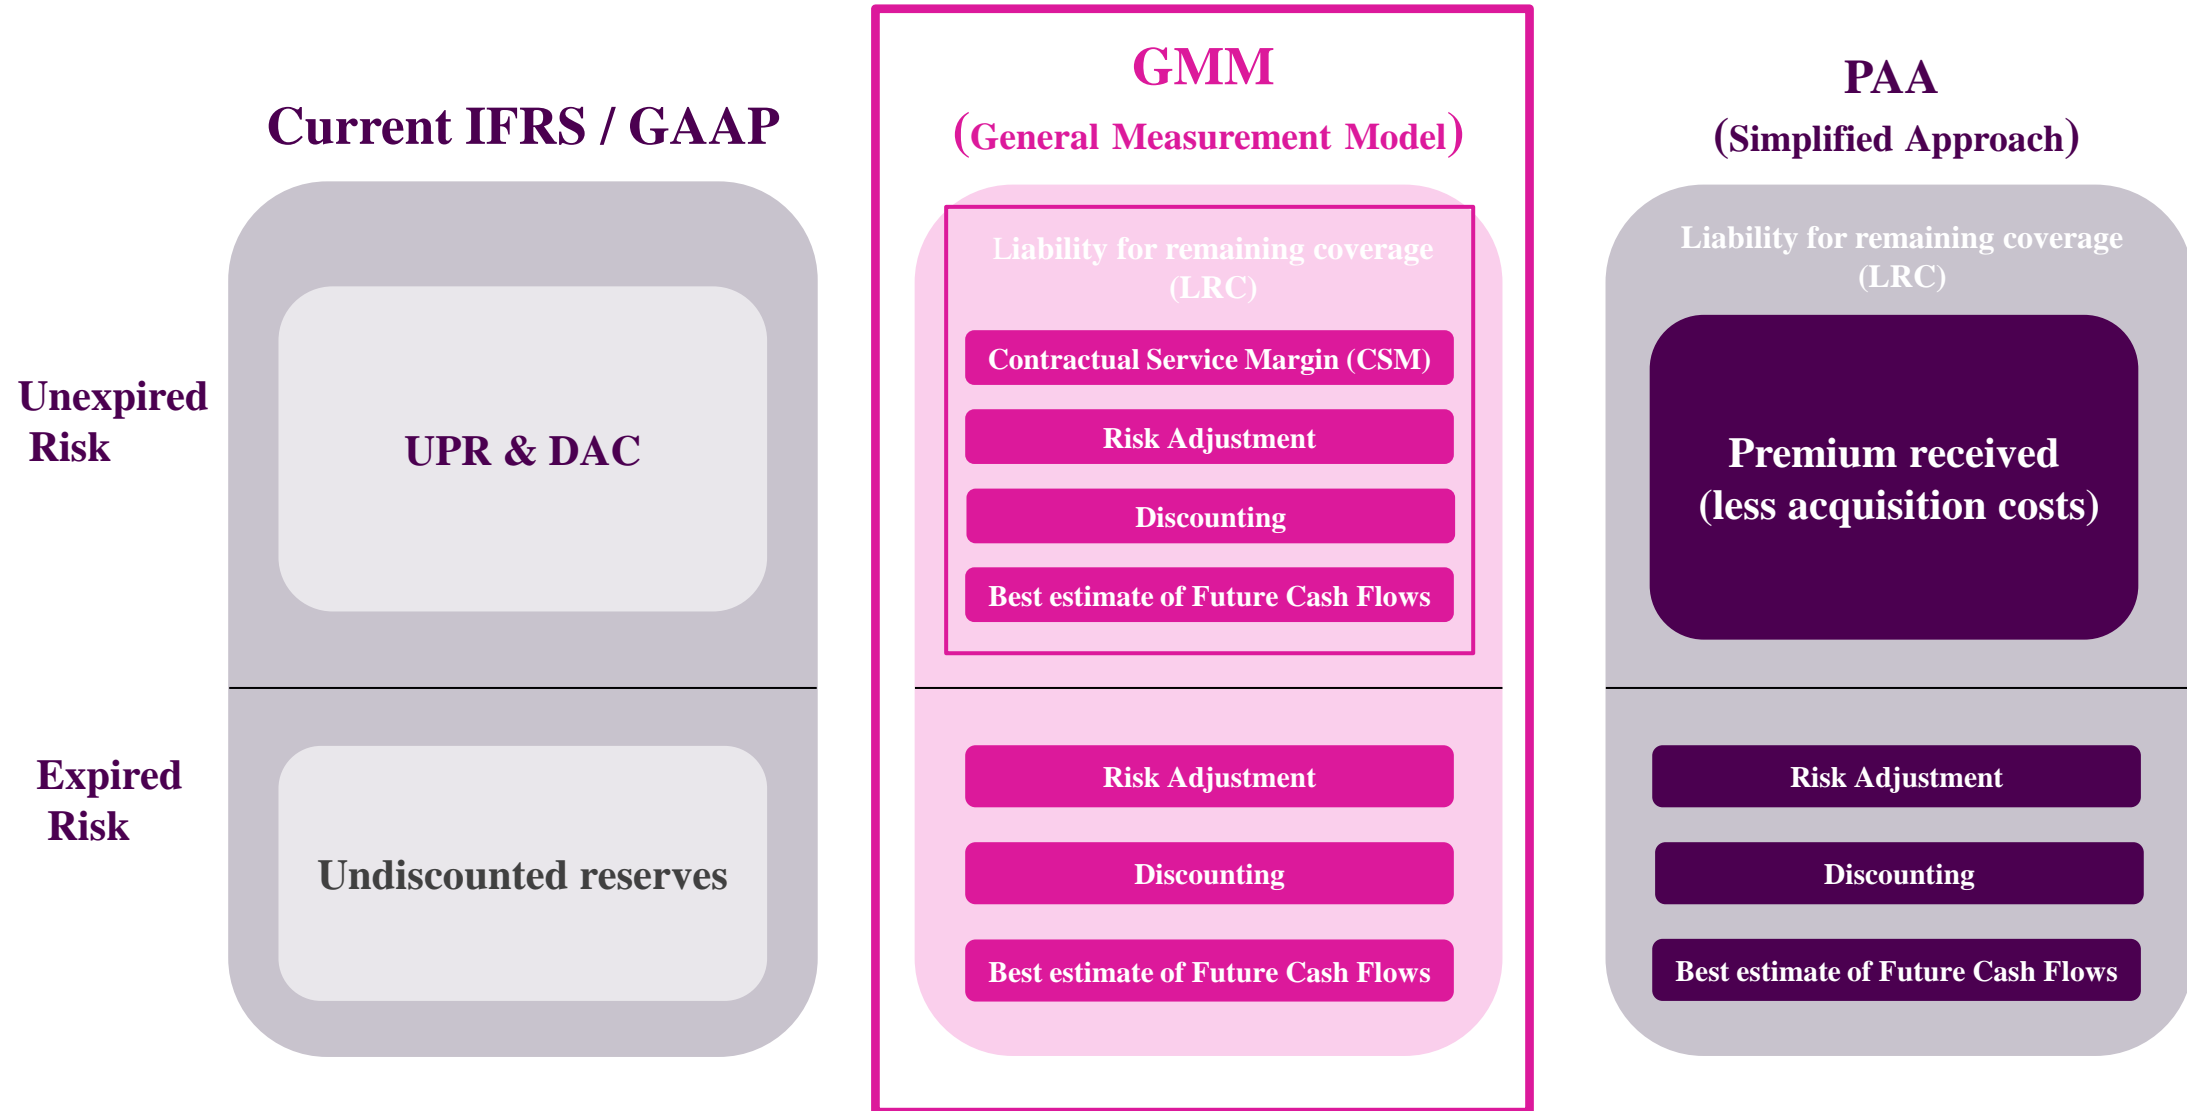 Current IFRS / GAAP
GMM
(General Measurement Model)
PAA
(Simplified Approach)
Unexpired
Risk
UPR & DAC
Liability for remaining coverage
(LRC)
Contractual Service Margin (CSM)
Risk Adjustment
Discounting
Best estimate of Future Cash Flows
Liability for remaining coverage
(LRC)
Premium received
(less acquisition costs)
Expired
Risk
Undiscounted reserves
Risk Adjustment
Discounting
Best estimate of Future Cash Flows
Risk Adjustment
Discounting
Best estimate of Future Cash Flows